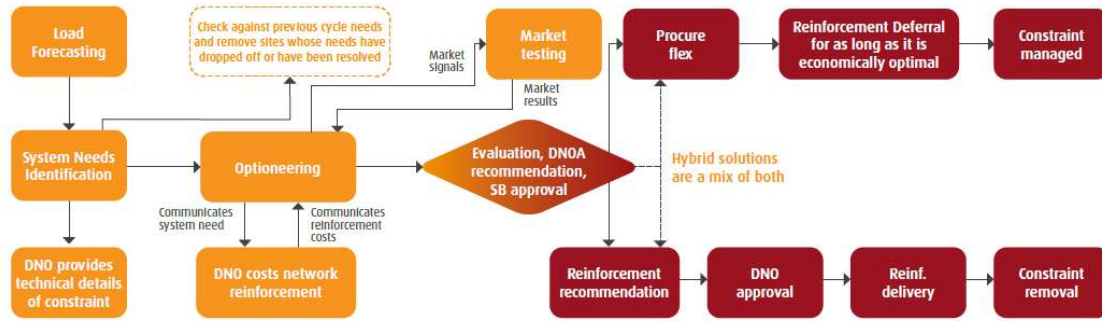 Load
Forecasting
Check against previous cycle needs
and remove sites whose needs have
dropped off or have been resolved
Market
signals
Market
testing
Market
results
Procure
flex
Reinforcement Deferral
for as long as it is
economically optimal
Constraint
managed
System Needs
Identification
Optioneering
Evaluation, DNOA
recommendation,
SB approval
Hybrid solutions
are a mix of both
Communicates
system need
Communicates
reinforcement
costs
DNO provides
technical details
of constraint
DNO costs network
reinforcement
Reinforcement
recommendation
DNO
approval
Reinf.
delivery
Constraint
removal